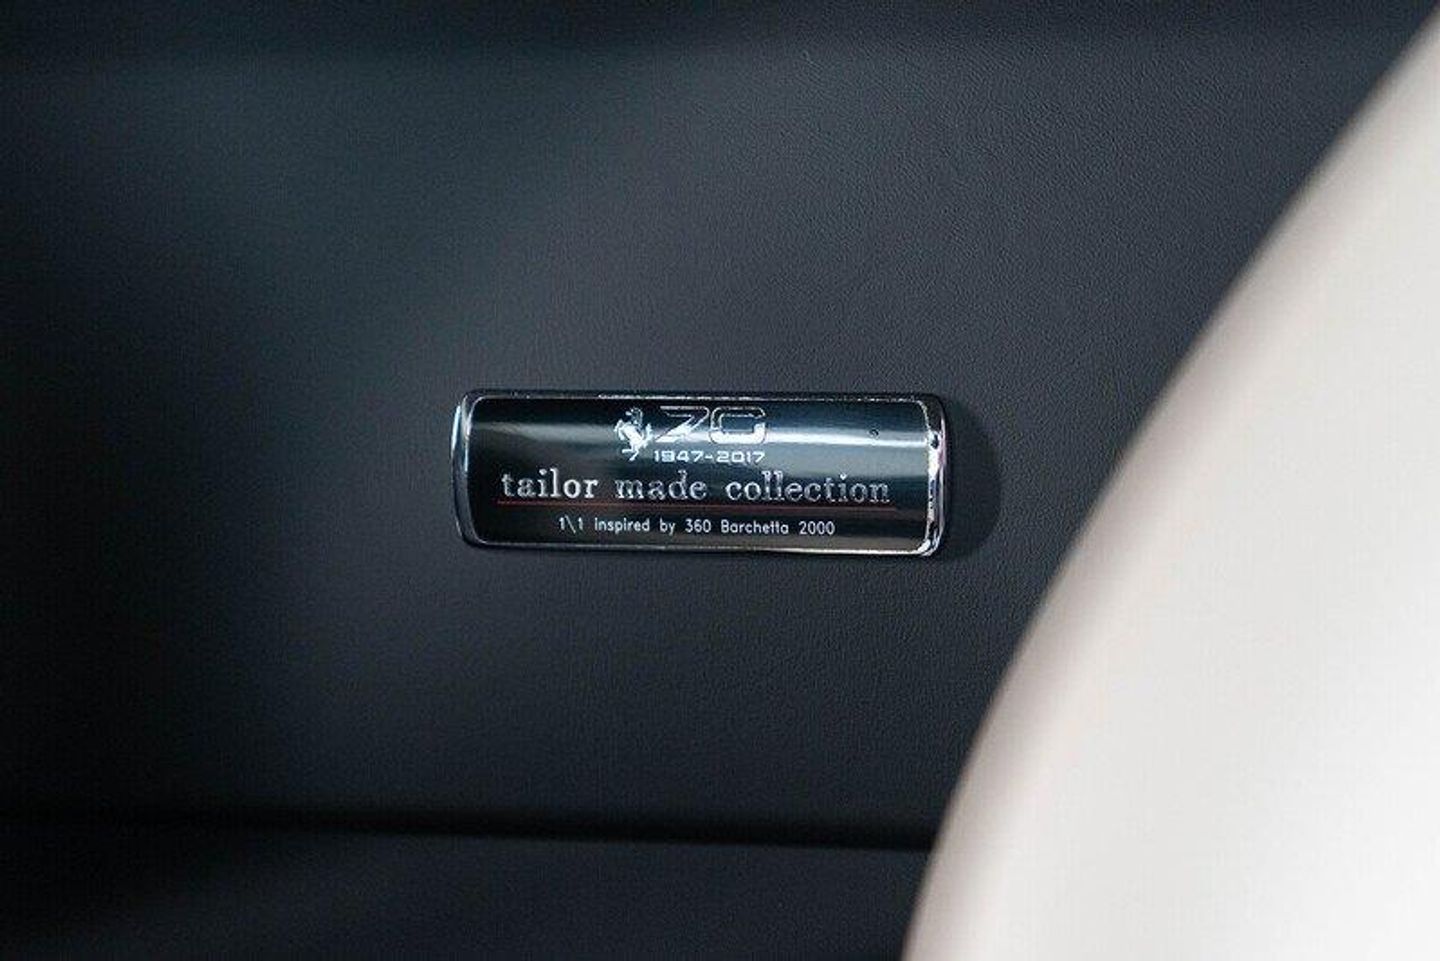 70
1947-2017
tailor made collection
1\1 inspired by 360 Barchetta 2000